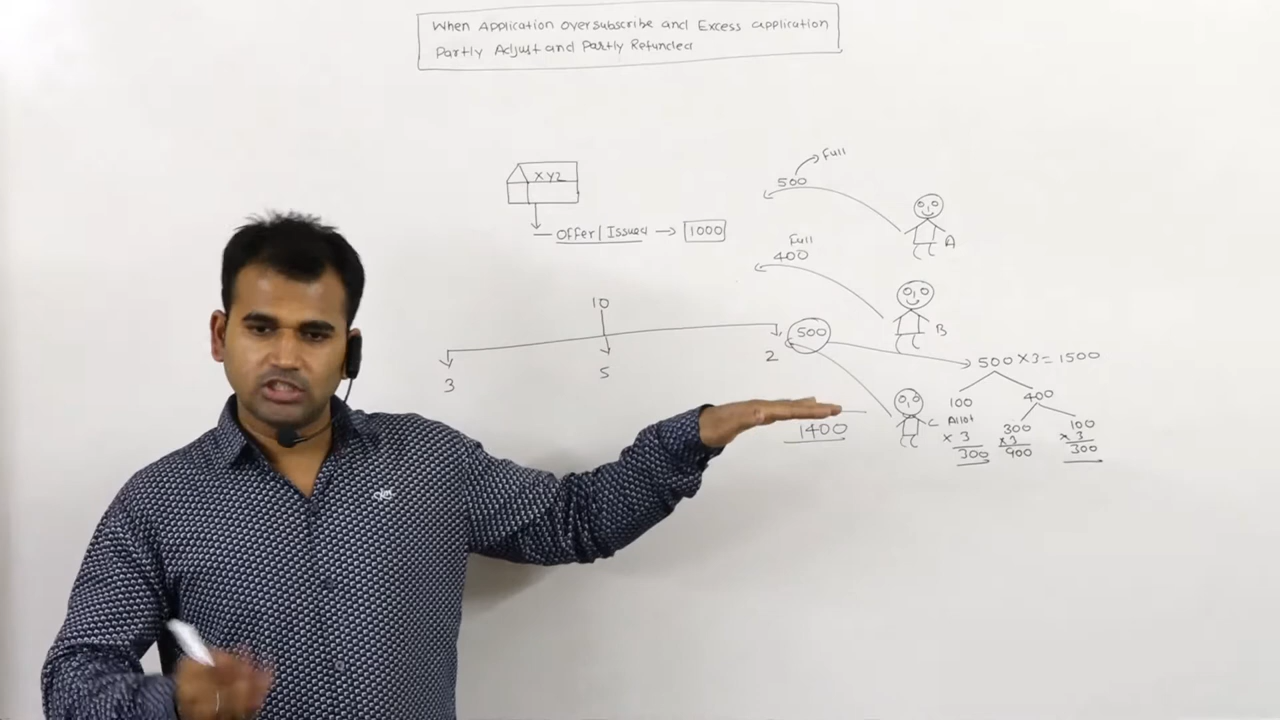 When Application Oversubscribe and Excess application
Partly Adjust and Partly Refunded
XYZ
Offer/Issued → 1000
500 Full
A
Full
400
B
10
3
5
2
500
1400
C
500 × 3 = 1500
100
Allot
× 3
300
400
300
× 3
900
100
× 3
300